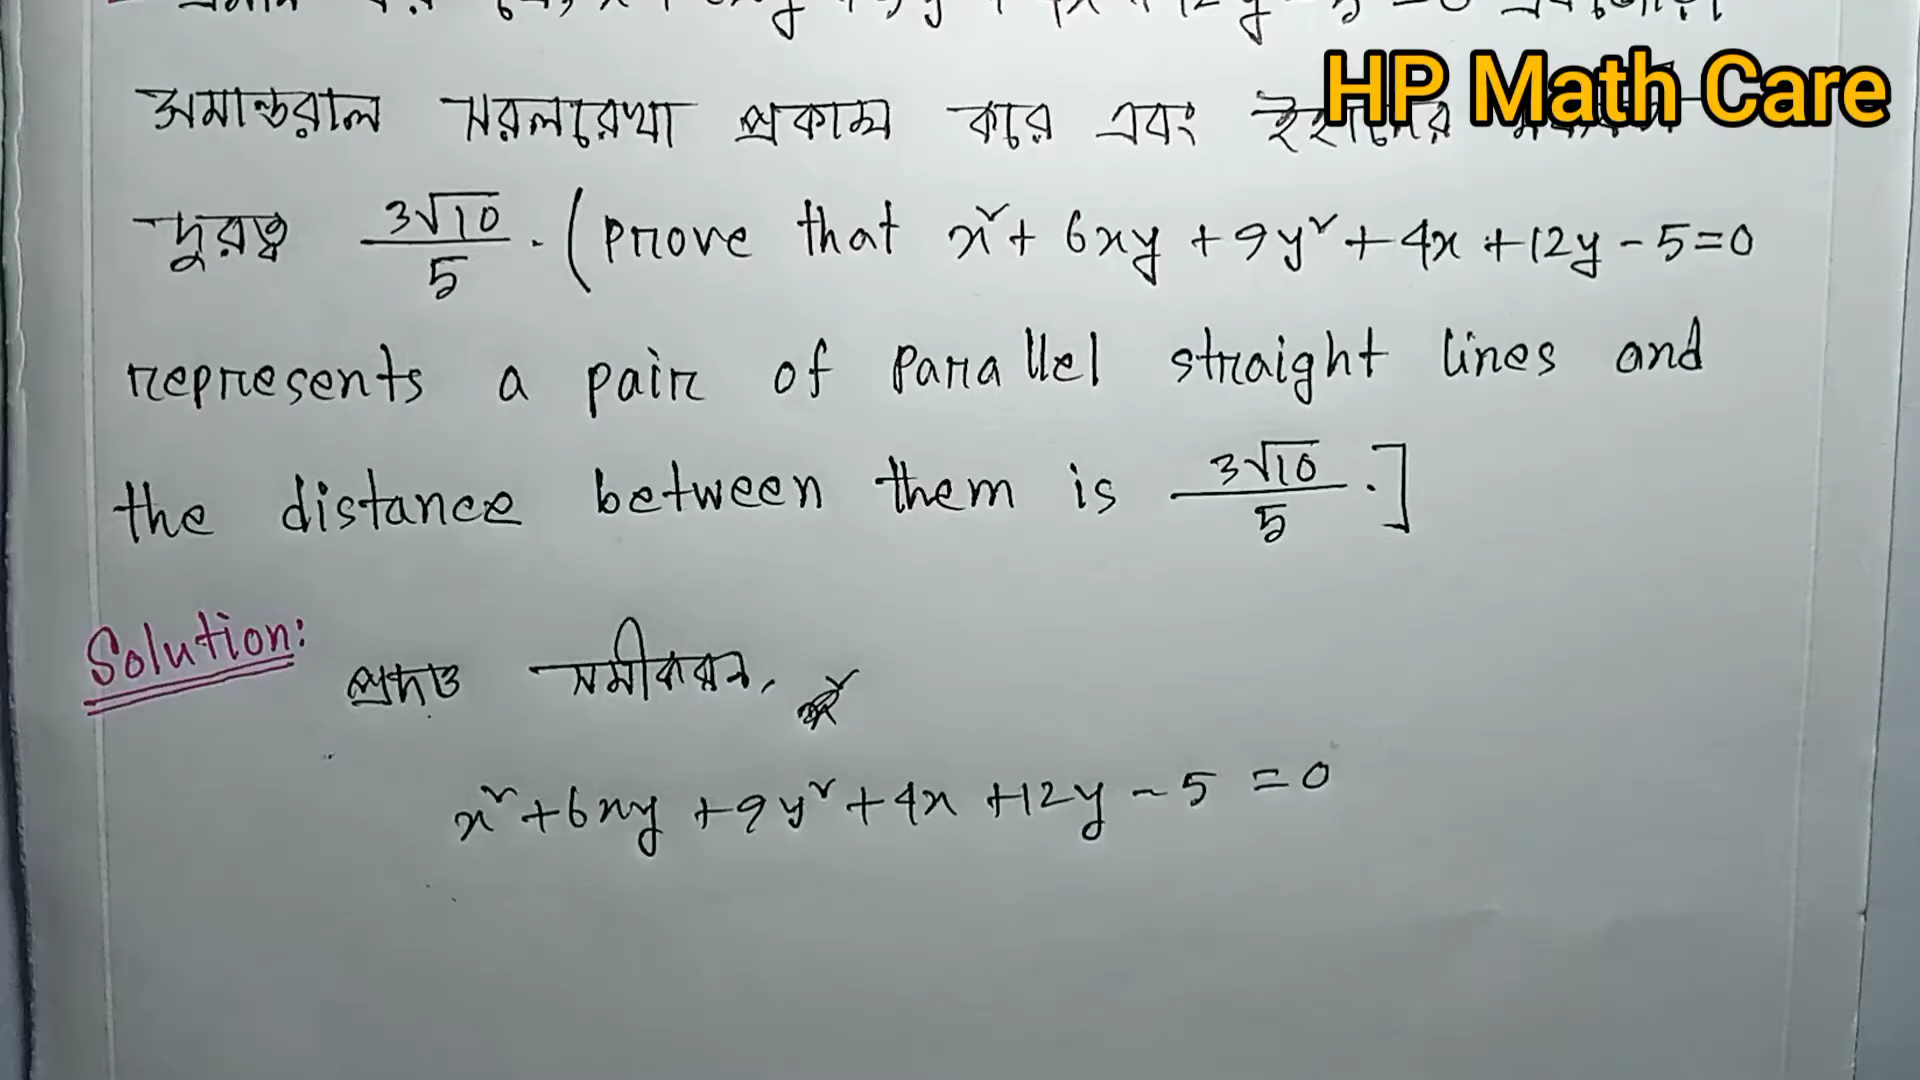 HP Math Care
সমান্তরাল সরলরেখা প্রকাশ করে এবং
দুরত্ব 3√10/5 . (Prove that x² + 6xy + 9y² + 4x + 12y - 5 = 0
represents a pair of parallel straight lines and
the distance between them is 3√10/5 .]
Solution: প্রদত্ত সমীকরন,
x² + 6xy + 9y² + 4x + 12y - 5 = 0